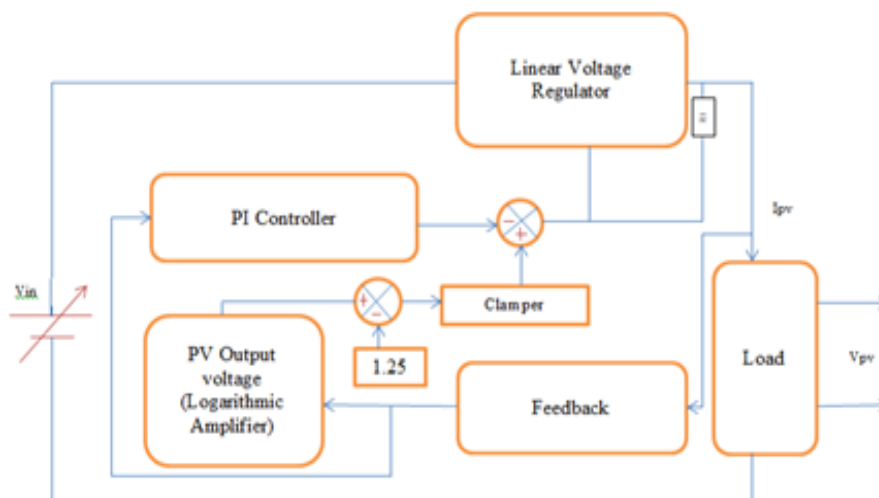 Linear Voltage
Regulator
PI Controller
Ipv
Vin
Clamper
PV Output
voltage
(Logarithmic
Amplifier)
1.25
Feedback
Load
Vpv